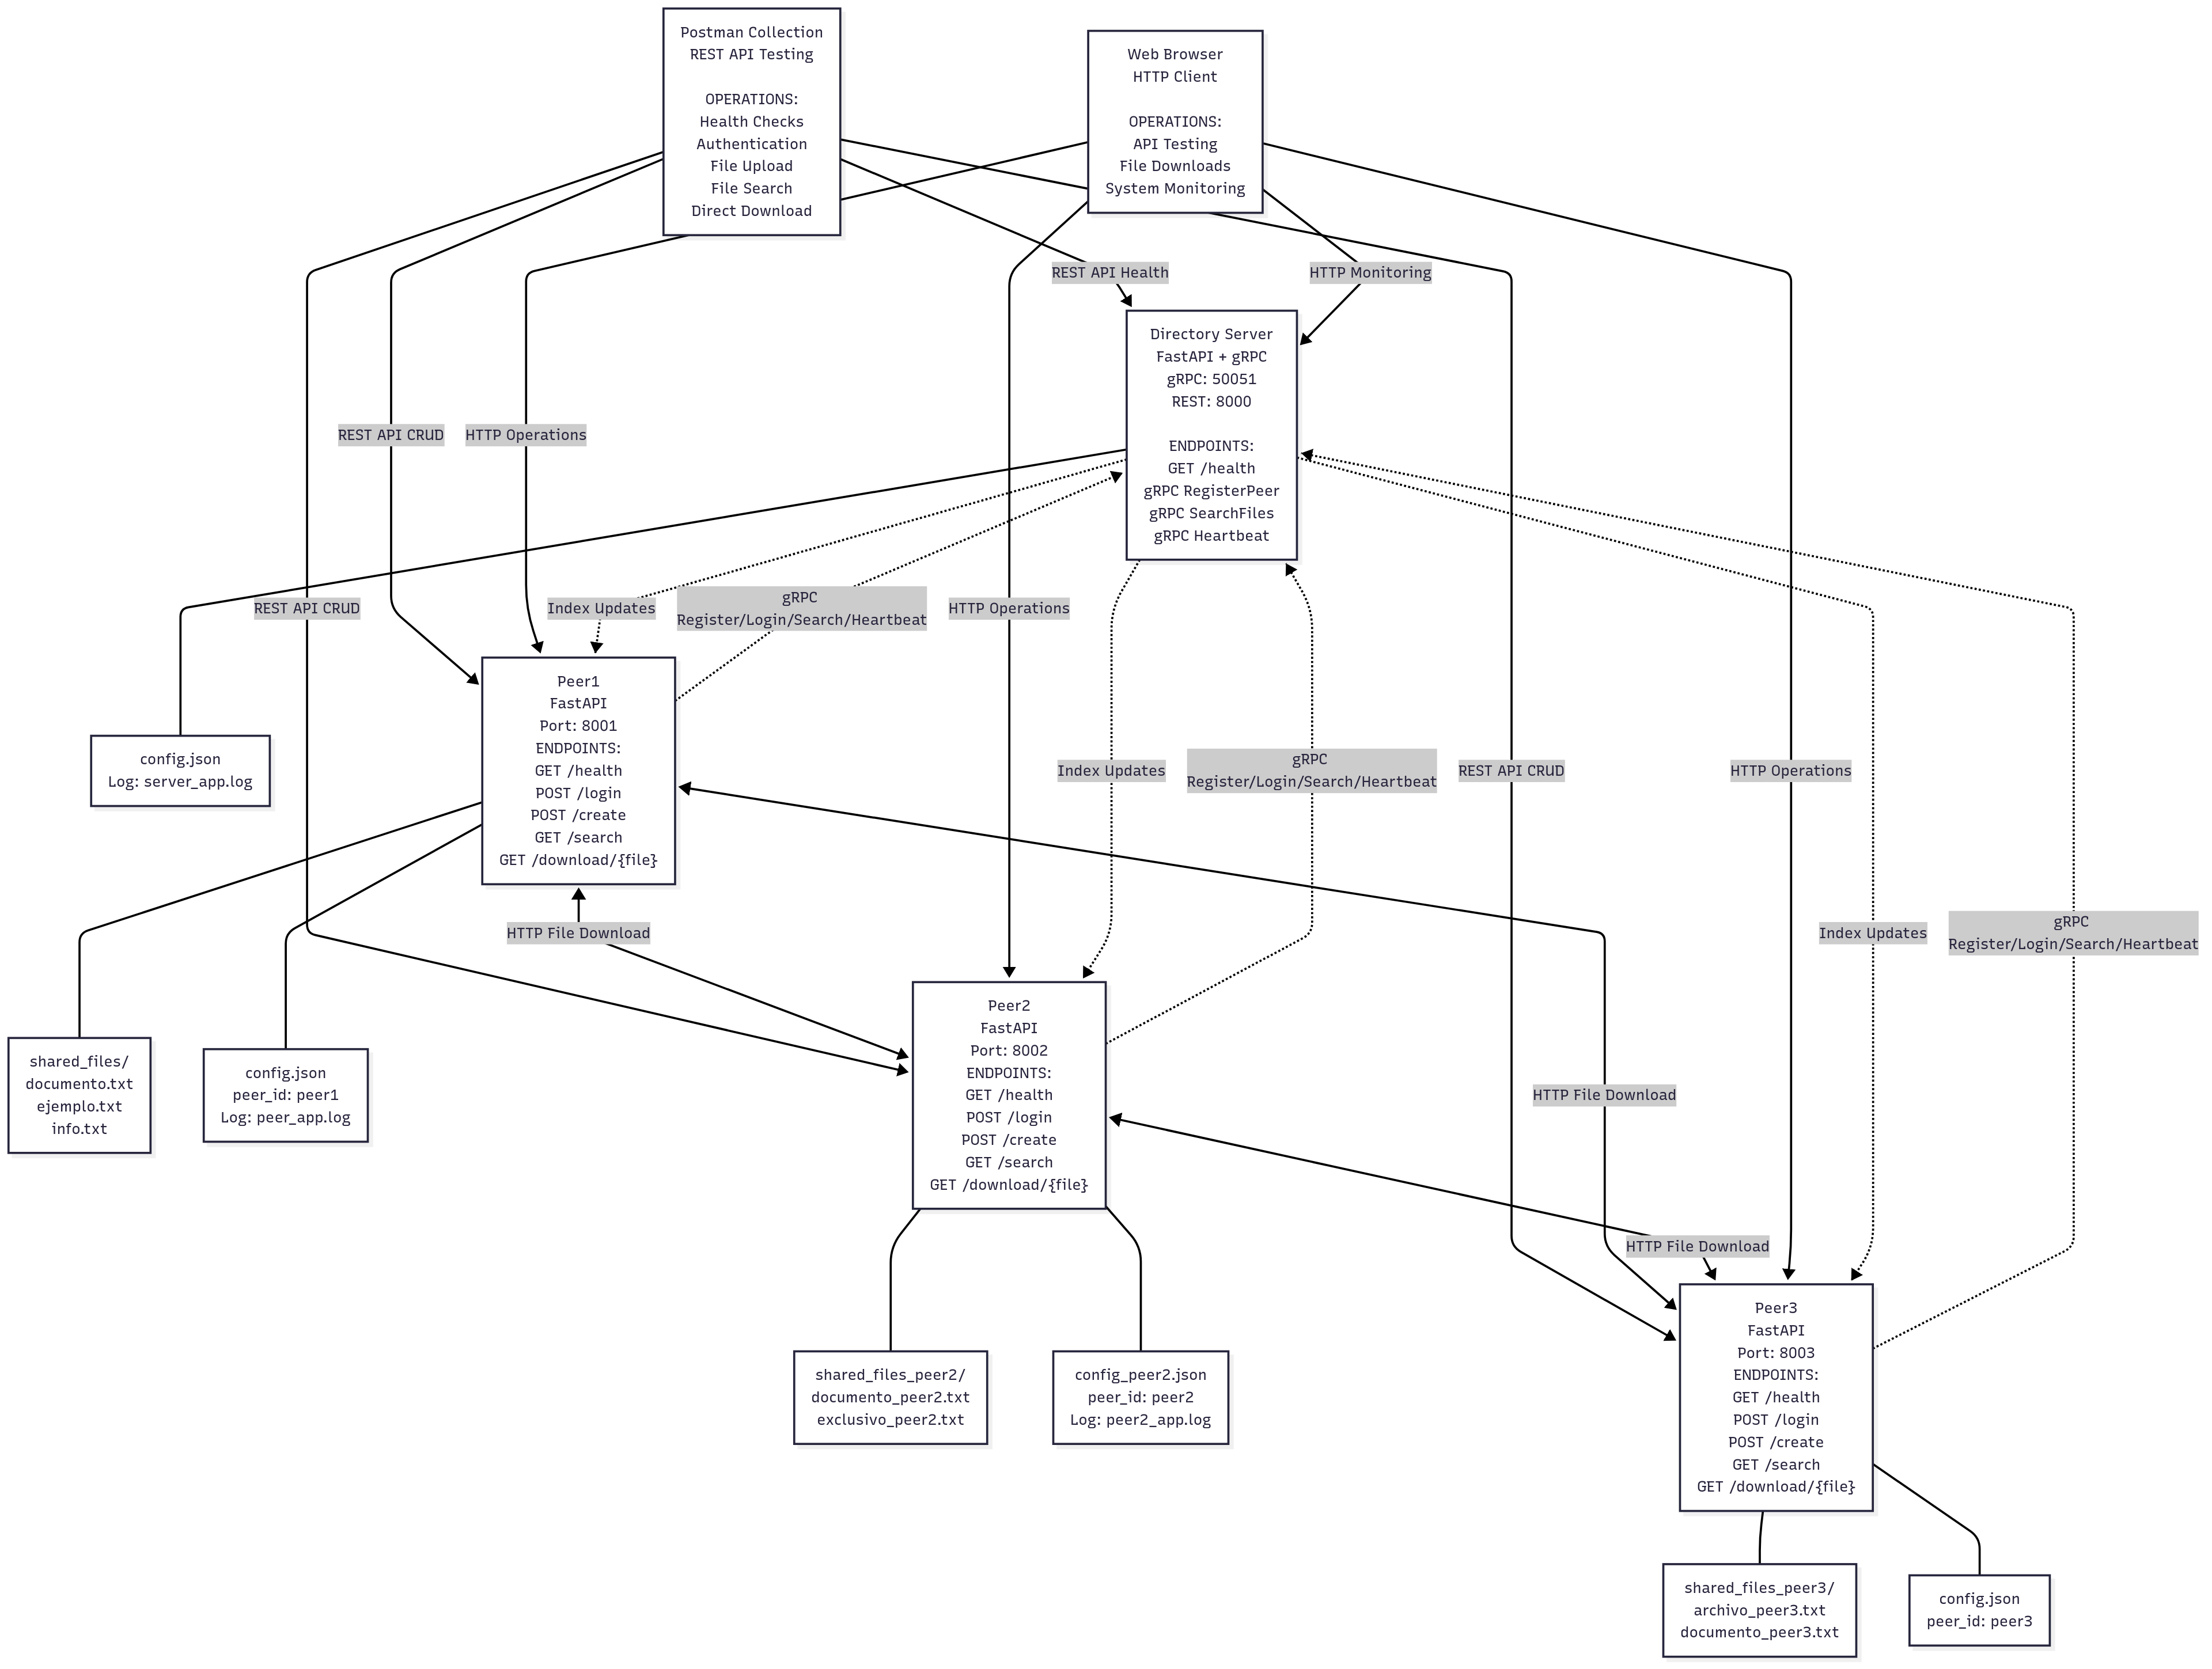 Postman Collection
REST API Testing
OPERATIONS:
Health Checks
Authentication
File Upload
File Search
Direct Download
Web Browser
HTTP Client
OPERATIONS:
API Testing
File Downloads
System Monitoring
REST API Health
HTTP Monitoring
Directory Server
FastAPI + gRPC
gRPC: 50051
REST: 8000
ENDPOINTS:
GET /health
gRPC RegisterPeer
gRPC SearchFiles
gRPC Heartbeat
REST API CRUD
HTTP Operations
REST API CRUD
Index Updates
gRPC
Register/Login/Search/Heartbeat
HTTP Operations
Peer1
FastAPI
Port: 8001
ENDPOINTS:
GET /health
POST /login
POST /create
GET /search
GET /download/{file}
config.json
Log: server_app.log
Index Updates
gRPC
Register/Login/Search/Heartbeat
REST API CRUD
HTTP Operations
HTTP File Download
Index Updates
gRPC
Register/Login/Search/Heartbeat
shared_files/
documento.txt
ejemplo.txt
info.txt
config.json
peer_id: peer1
Log: peer_app.log
Peer2
FastAPI
Port: 8002
ENDPOINTS:
GET /health
POST /login
POST /create
GET /search
GET /download/{file}
HTTP File Download
HTTP File Download
shared_files_peer2/
documento_peer2.txt
exclusivo_peer2.txt
config_peer2.json
peer_id: peer2
Log: peer2_app.log
Peer3
FastAPI
Port: 8003
ENDPOINTS:
GET /health
POST /login
POST /create
GET /search
GET /download/{file}
shared_files_peer3/
archivo_peer3.txt
documento_peer3.txt
config.json
peer_id: peer3